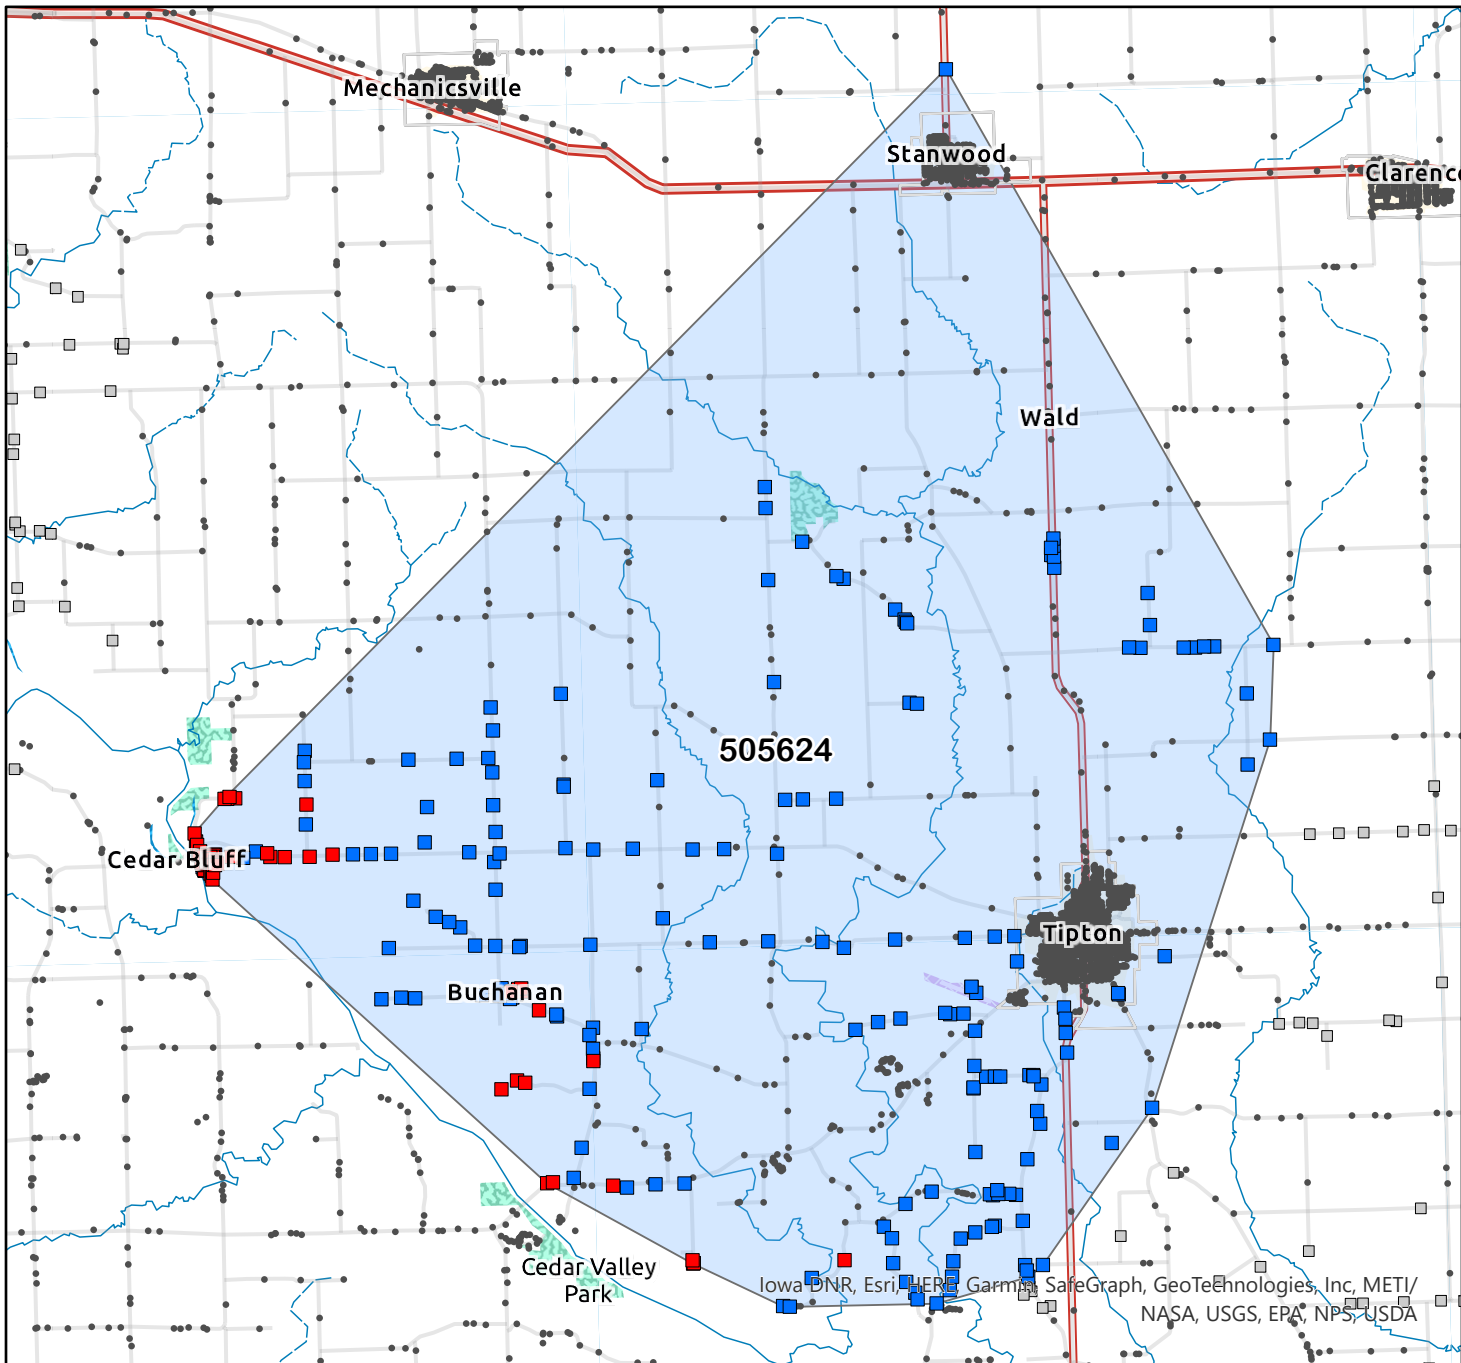 Mechanicsville
Stanwood
Clarence
Wald
505624
Cedar Bluff
Tipton
Buchanan
Cedar Valley
Park
Iowa DNR, Esri, HERE, Garmin, SafeGraph, GeoTechnologies, Inc, METI/
NASA, USGS, EPA, NPS, USDA